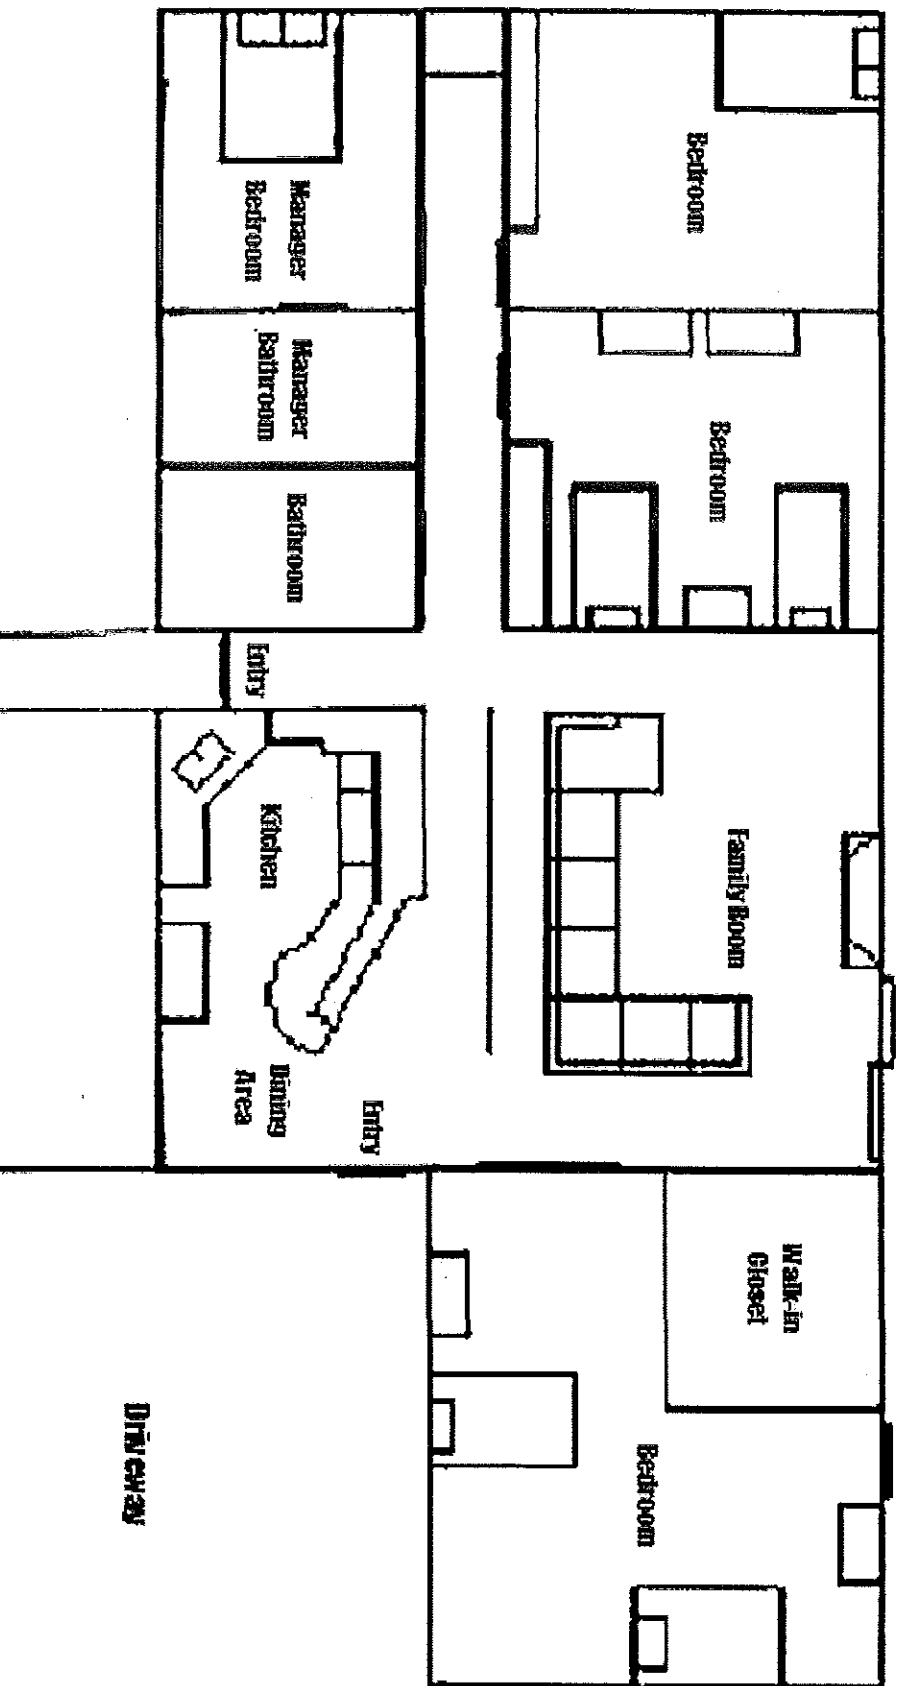 Bedroom
Manager
Bedroom
Manager
Bathroom
Bedroom
Bathroom
Entry
Kitchen
Family Room
Dining
Area
Entry
Walk-in
Closet
Bedroom
Driveway